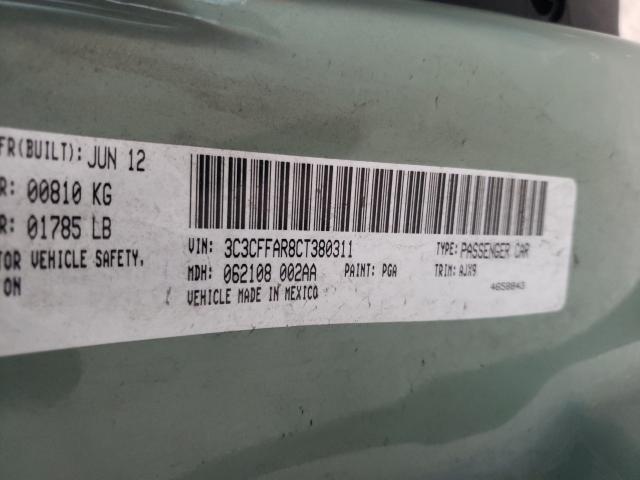 FR(BUILT): JUN 12
R: 00810 KG
R: 01785 LB
TOR VEHICLE SAFETY,
ON
VIN: 3C3CFFAR8CT380311
TYPE: PASSENGER CAR
MDH: 062108 002AA
PAINT: PGA
TRIM: AJX9
VEHICLE MADE IN MEXICO